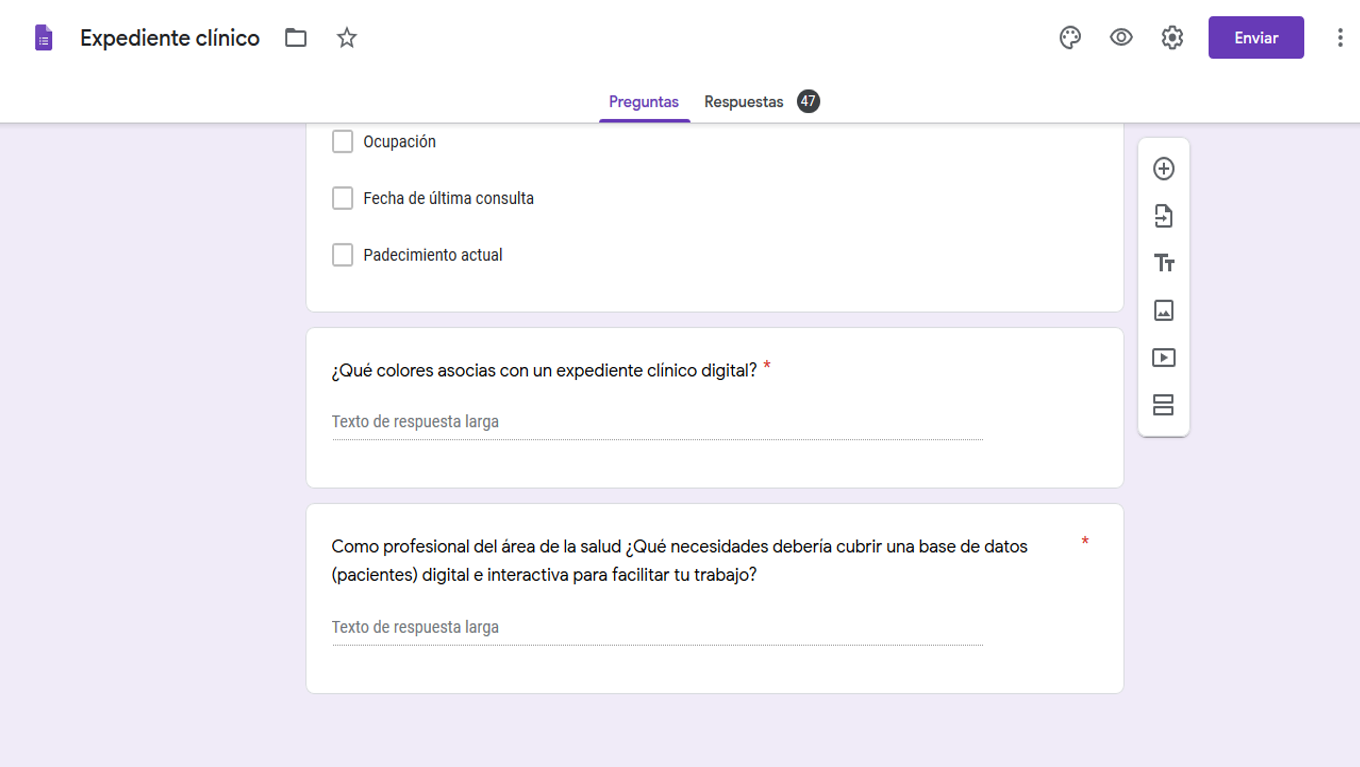 Expediente clínico
Enviar
Preguntas
Respuestas 47
Ocupación
Fecha de última consulta
Padecimiento actual
¿Qué colores asocias con un expediente clínico digital? *
Texto de respuesta larga
Como profesional del área de la salud ¿Qué necesidades debería cubrir una base de datos *
(pacientes) digital e interactiva para facilitar tu trabajo?
Texto de respuesta larga